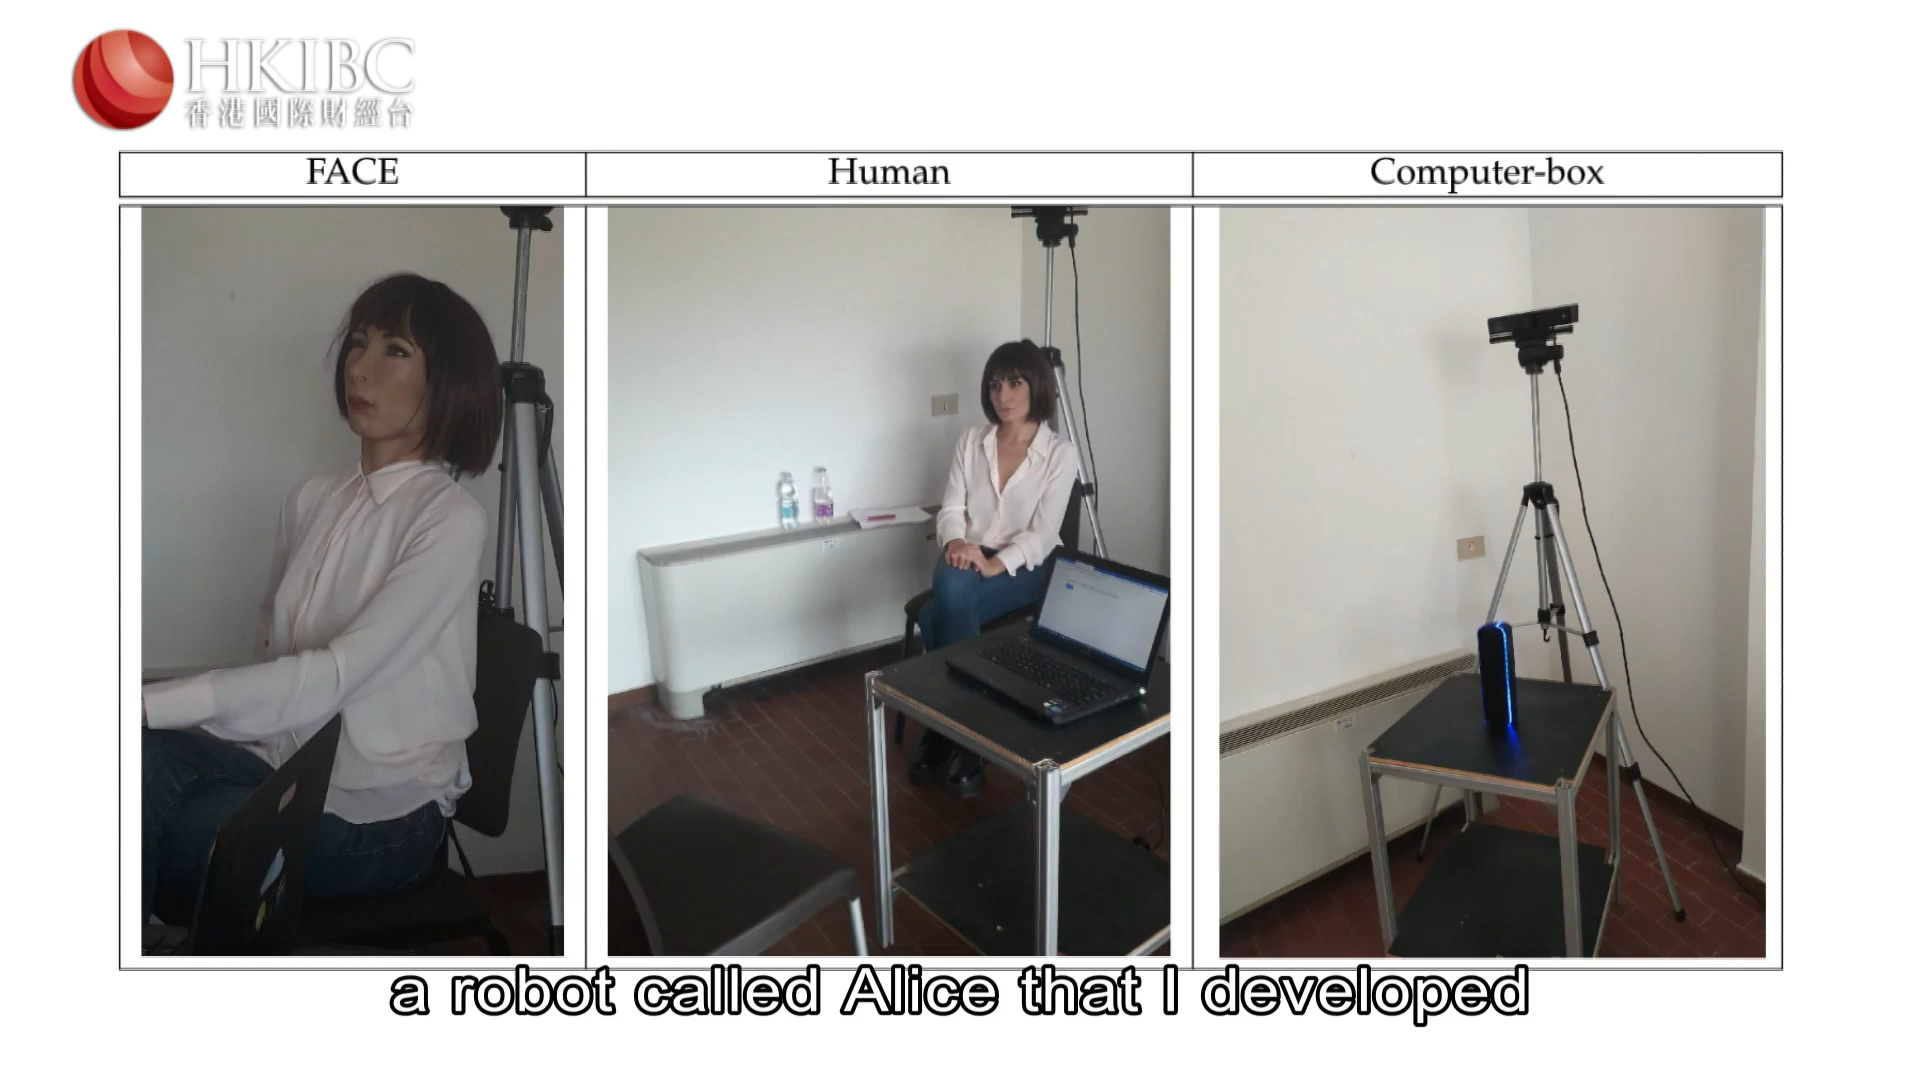 HKIBC
香港國際財經台
FACE
Human
Computer-box
a robot called Alice that I developed